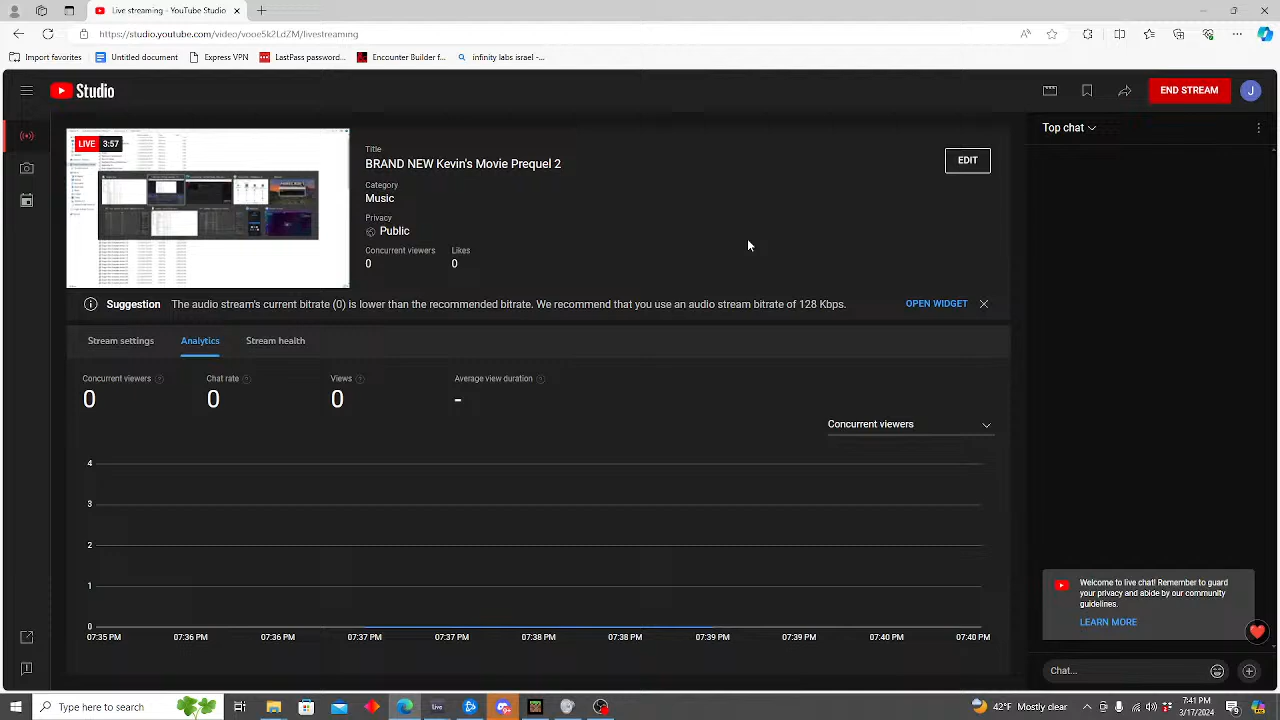 Live streaming - YouTube Studio
https://studio.youtube.com/video/vooe5k2LdZM/livestreaming
Import favorites
Untitled document
Express VPN
LastPass password...
Encounter Builder f...
infinity labs insert -...
Studio
END STREAM
LIVE 3:57
Title
BRAND NEW Kevin's Movie Corner 2
EDIT
Category
Music
Privacy
Public
Concurrent viewers
Likes
Suggestion The audio stream's current bitrate (0) is lower than the recommended bitrate. We recommend that you use an audio stream bitrate of 128 Kbps.
OPEN WIDGET
Stream settings
Analytics
Stream health
Concurrent viewers
Chat rate
Views
Average view duration
0
0
0
-
Concurrent viewers
4
3
2
1
0
07:35 PM
07:36 PM
07:36 PM
07:37 PM
07:37 PM
07:38 PM
07:38 PM
07:39 PM
07:39 PM
07:40 PM
07:40 PM
Top chat
Welcome to live chat! Remember to guard
your privacy and abide by our community
guidelines.
LEARN MORE
Chat...
Type here to search
Mostly clear
7:41 PM
3/17/2024